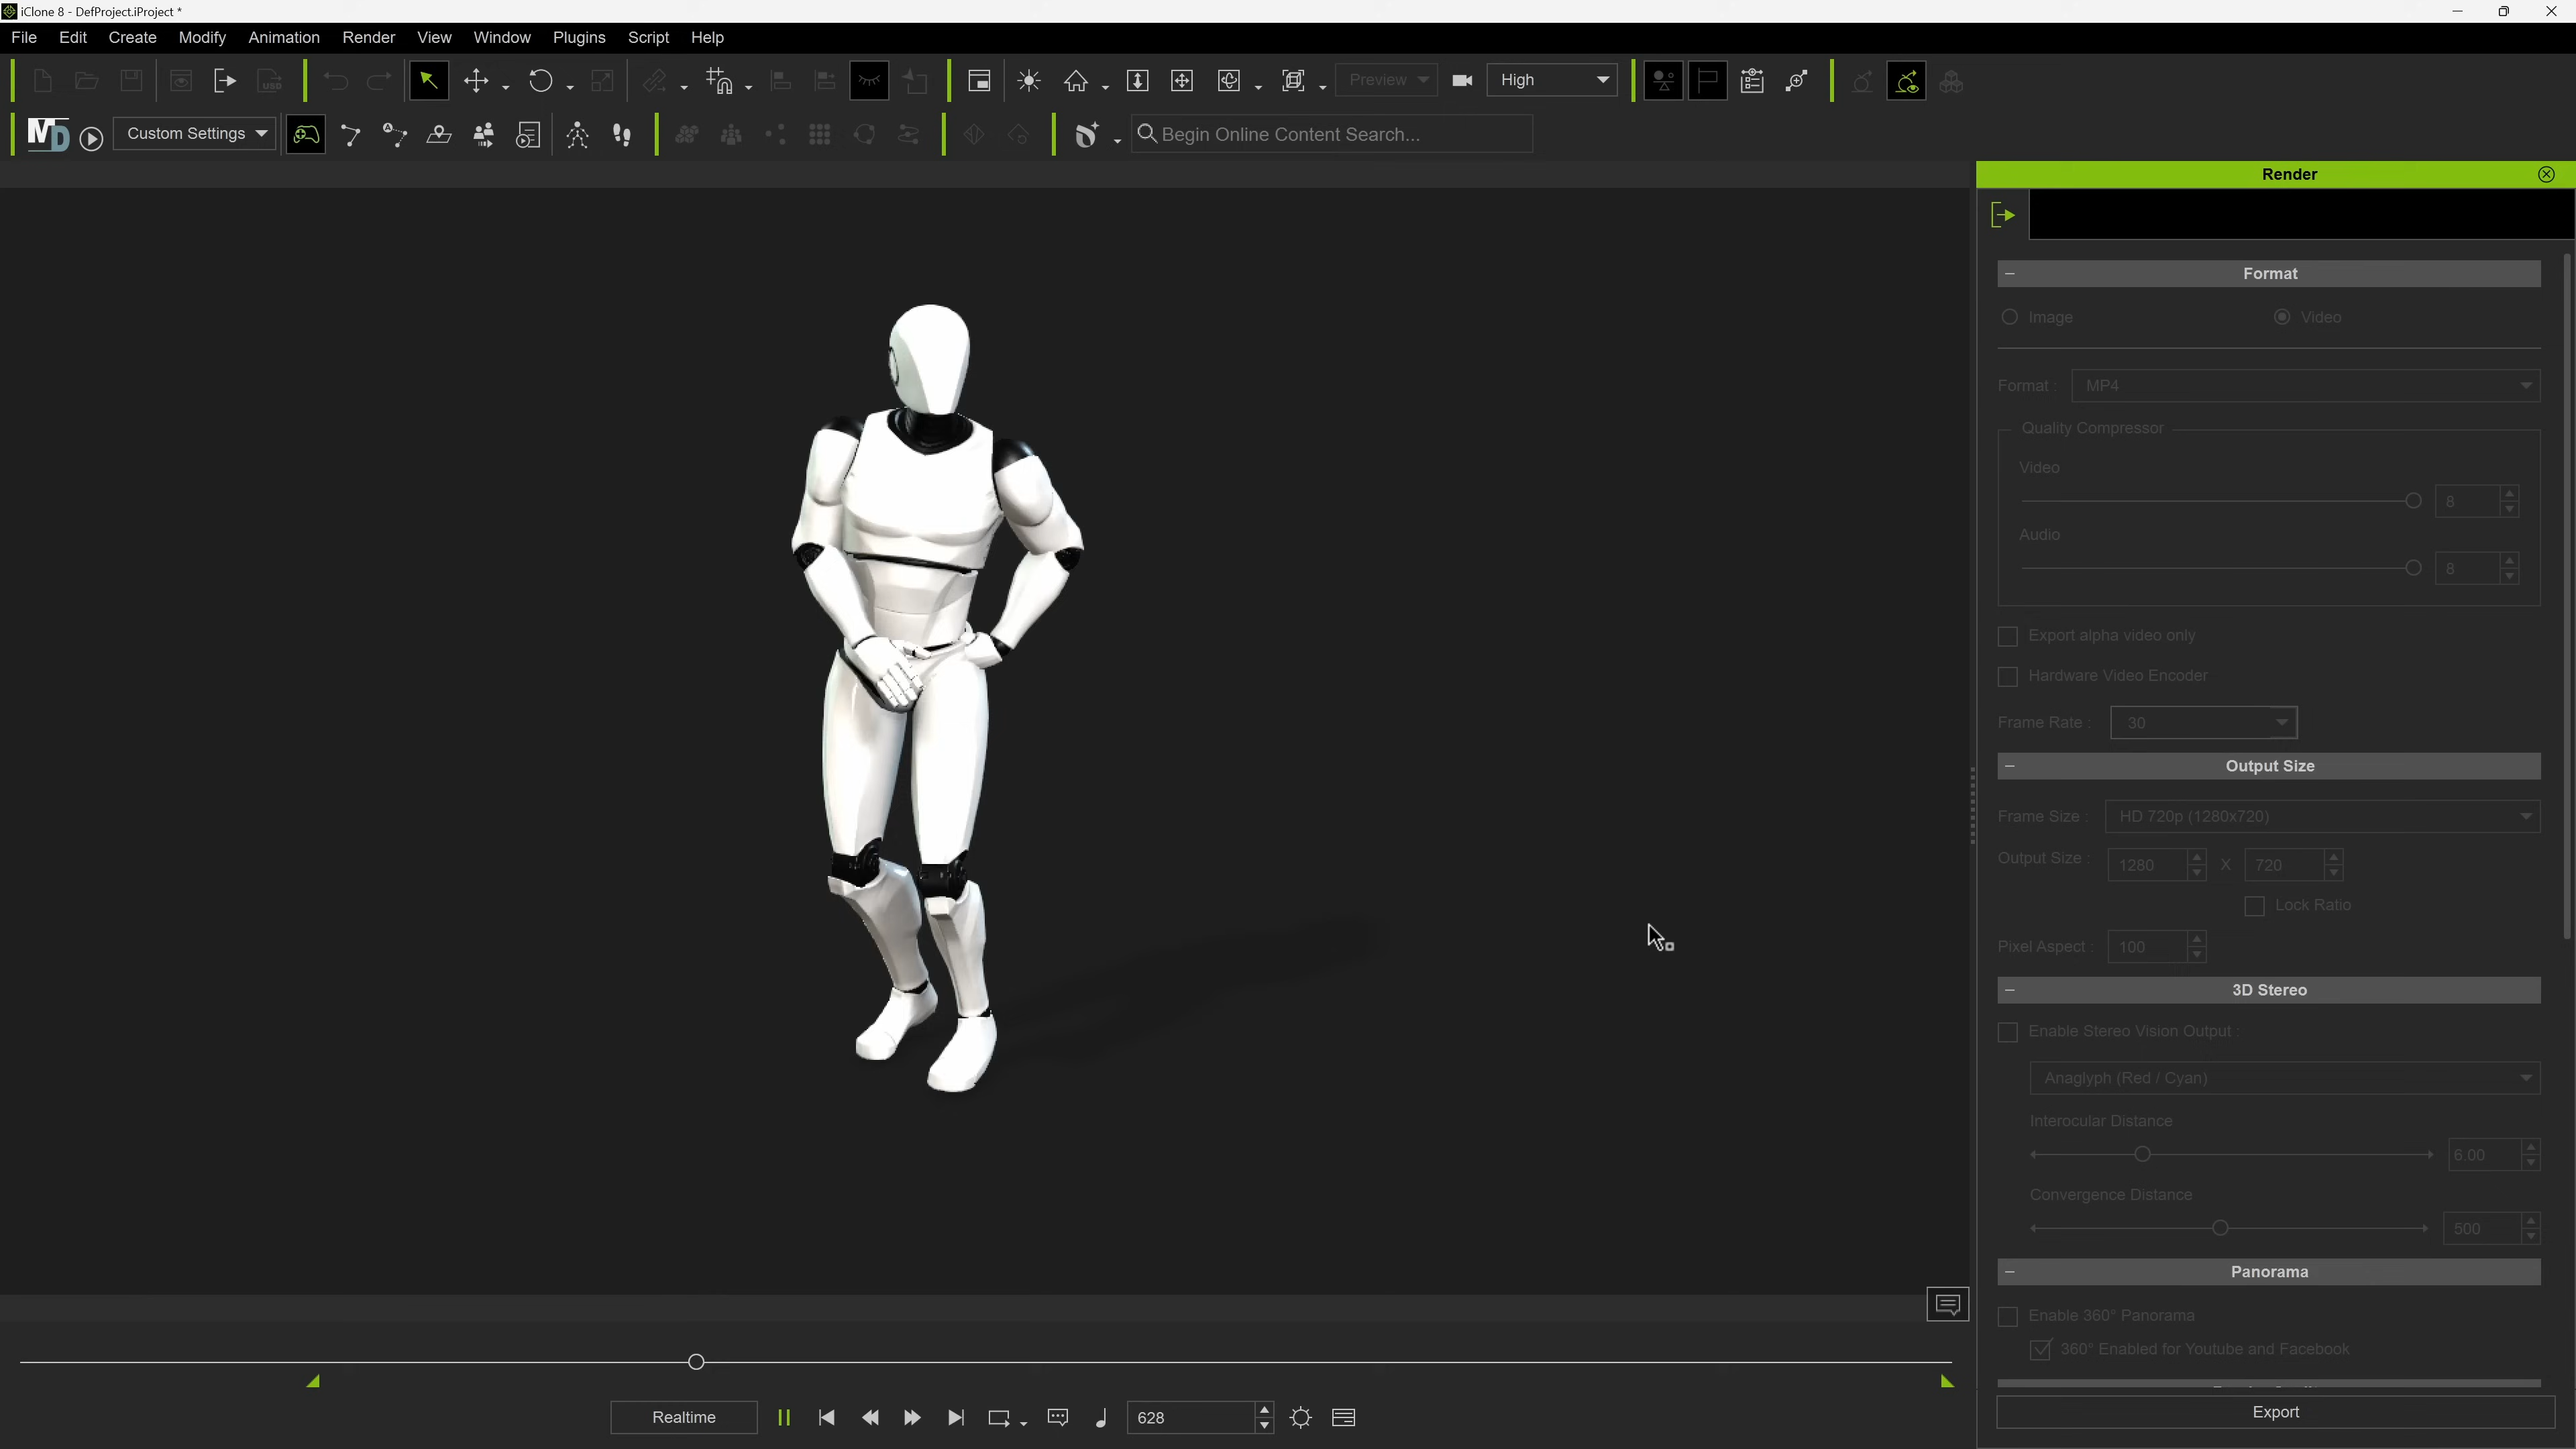 iClone 8 - DefProject.iProject *
File Edit Create Modify Animation Render View Window Plugins Script Help
USD Preview High
MD Custom Settings A Begin Online Content Search...
Render
Format
Image Video
Format : MP4
Quality Compressor
Video
8
Audio
8
Export alpha video only
Hardware Video Encoder
Frame Rate : 30
Output Size
Frame Size : HD 720p (1280x720)
Output Size : 1280 X 720
Lock Ratio
Pixel Aspect : 100
3D Stereo
Enable Stereo Vision Output :
Anaglyph (Red / Cyan)
Interocular Distance
6.00
Convergence Distance
500
Panorama
Enable 360° Panorama
360° Enabled for Youtube and Facebook
Realtime 628
Export